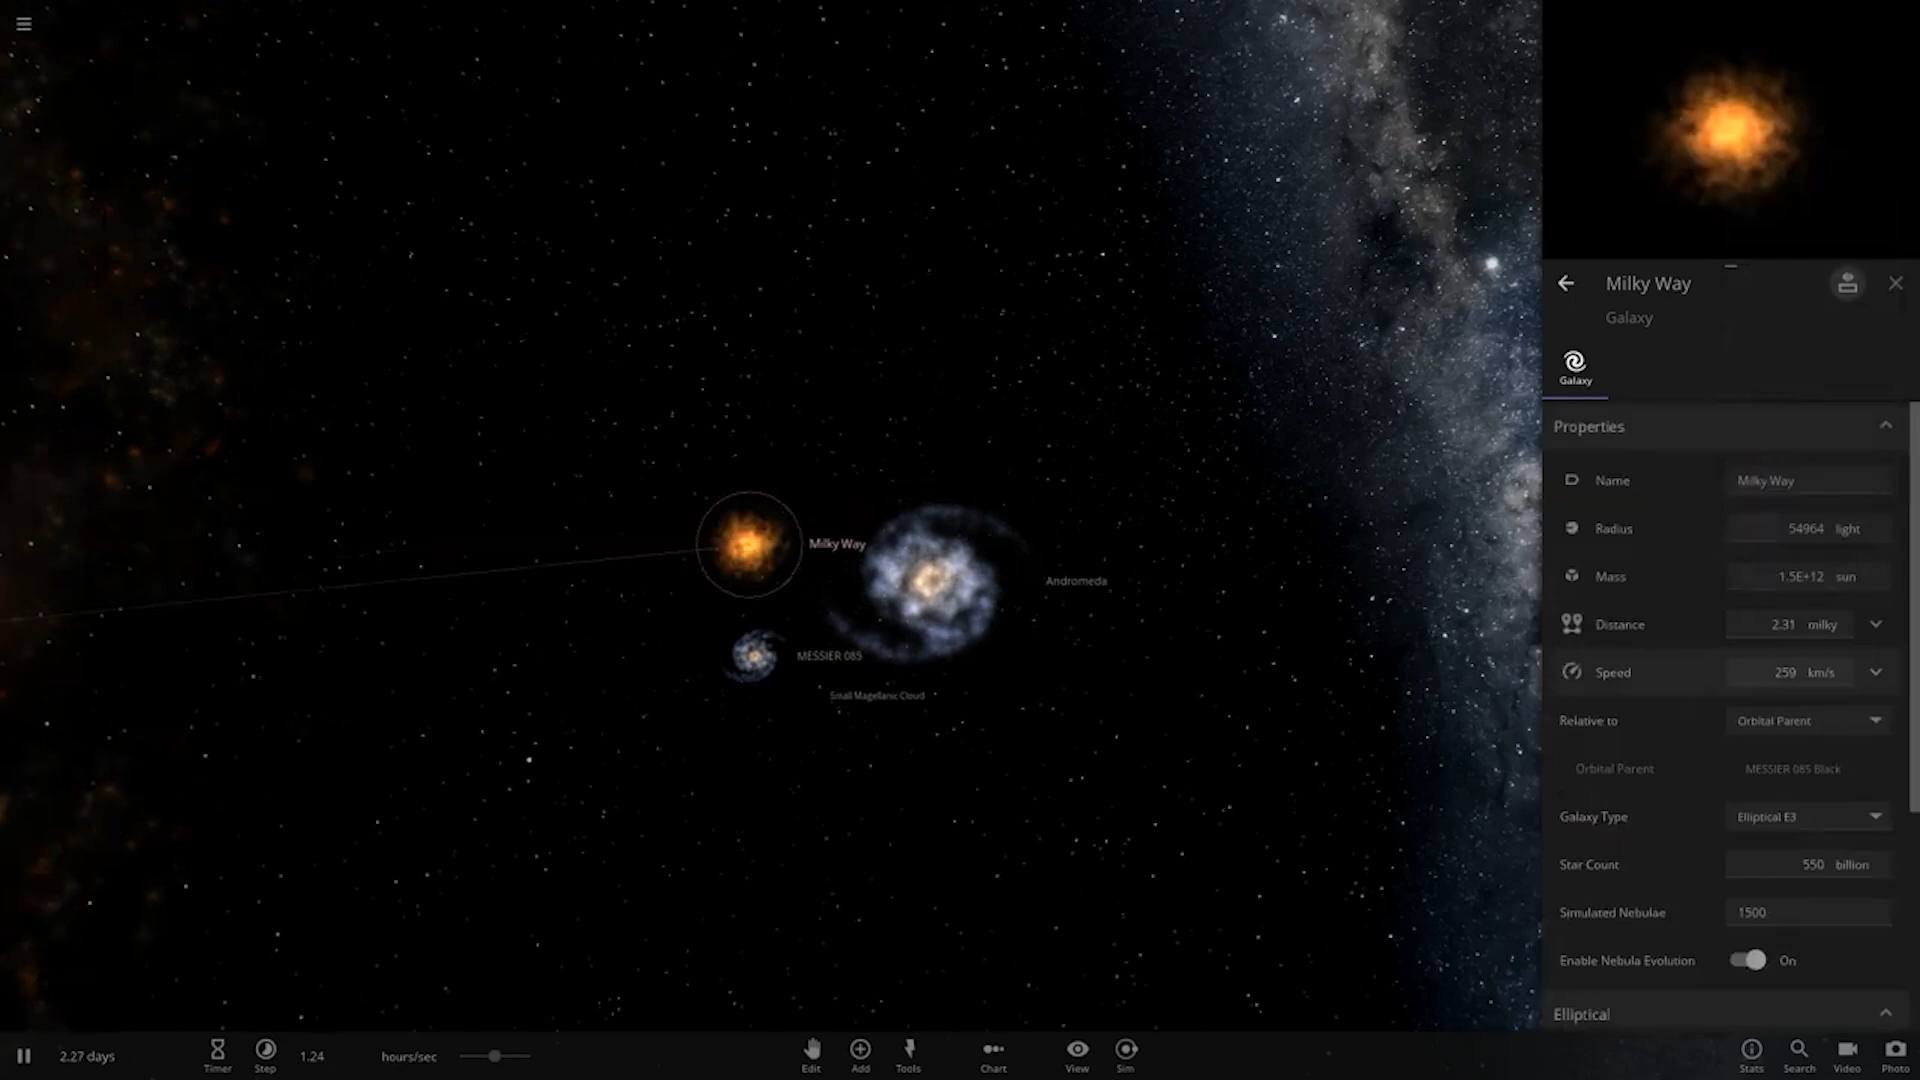 Milky Way
Galaxy
Galaxy
Properties
Name Milky Way
Radius 54964 light
Mass 1.5E+12 sun
Distance 2.31 milky
Speed 259 km/s
Relative to Orbital Parent
Orbital Parent MESSIER 085 Black
Galaxy Type Elliptical E3
Star Count 550 billion
Simulated Nebulae 1500
Enable Nebula Evolution On
Elliptical
Milky Way
Andromeda
MESSIER 085
Small Magellanic Cloud
2.27 days
Timer
Step
1.24 hours/sec
Edit
Add
Tools
Chart
View
Sim
Stats
Search
Video
Photo